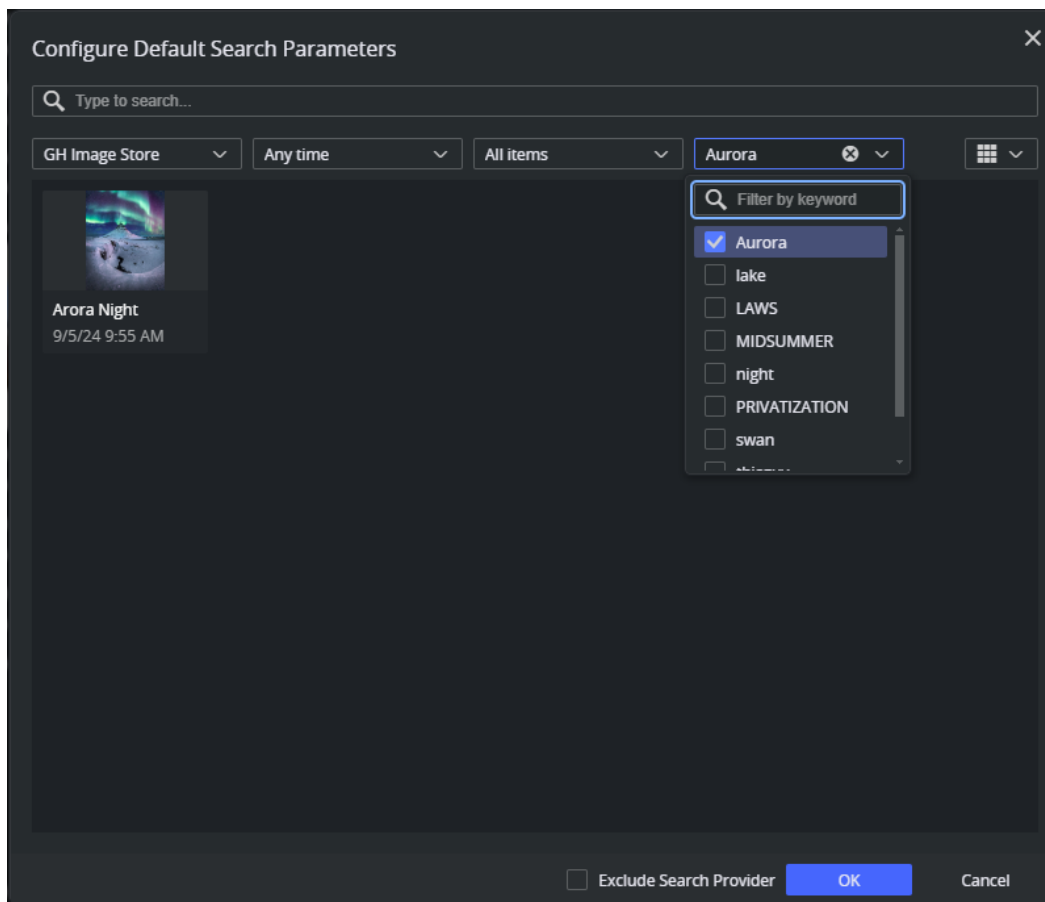 Configure Default Search Parameters
Type to search...
GH Image Store Any time All items Aurora
Filter by keyword
Aurora
lake
LAWS
MIDSUMMER
night
PRIVATIZATION
swan
Arora Night
9/5/24 9:55 AM
Exclude Search Provider OK Cancel